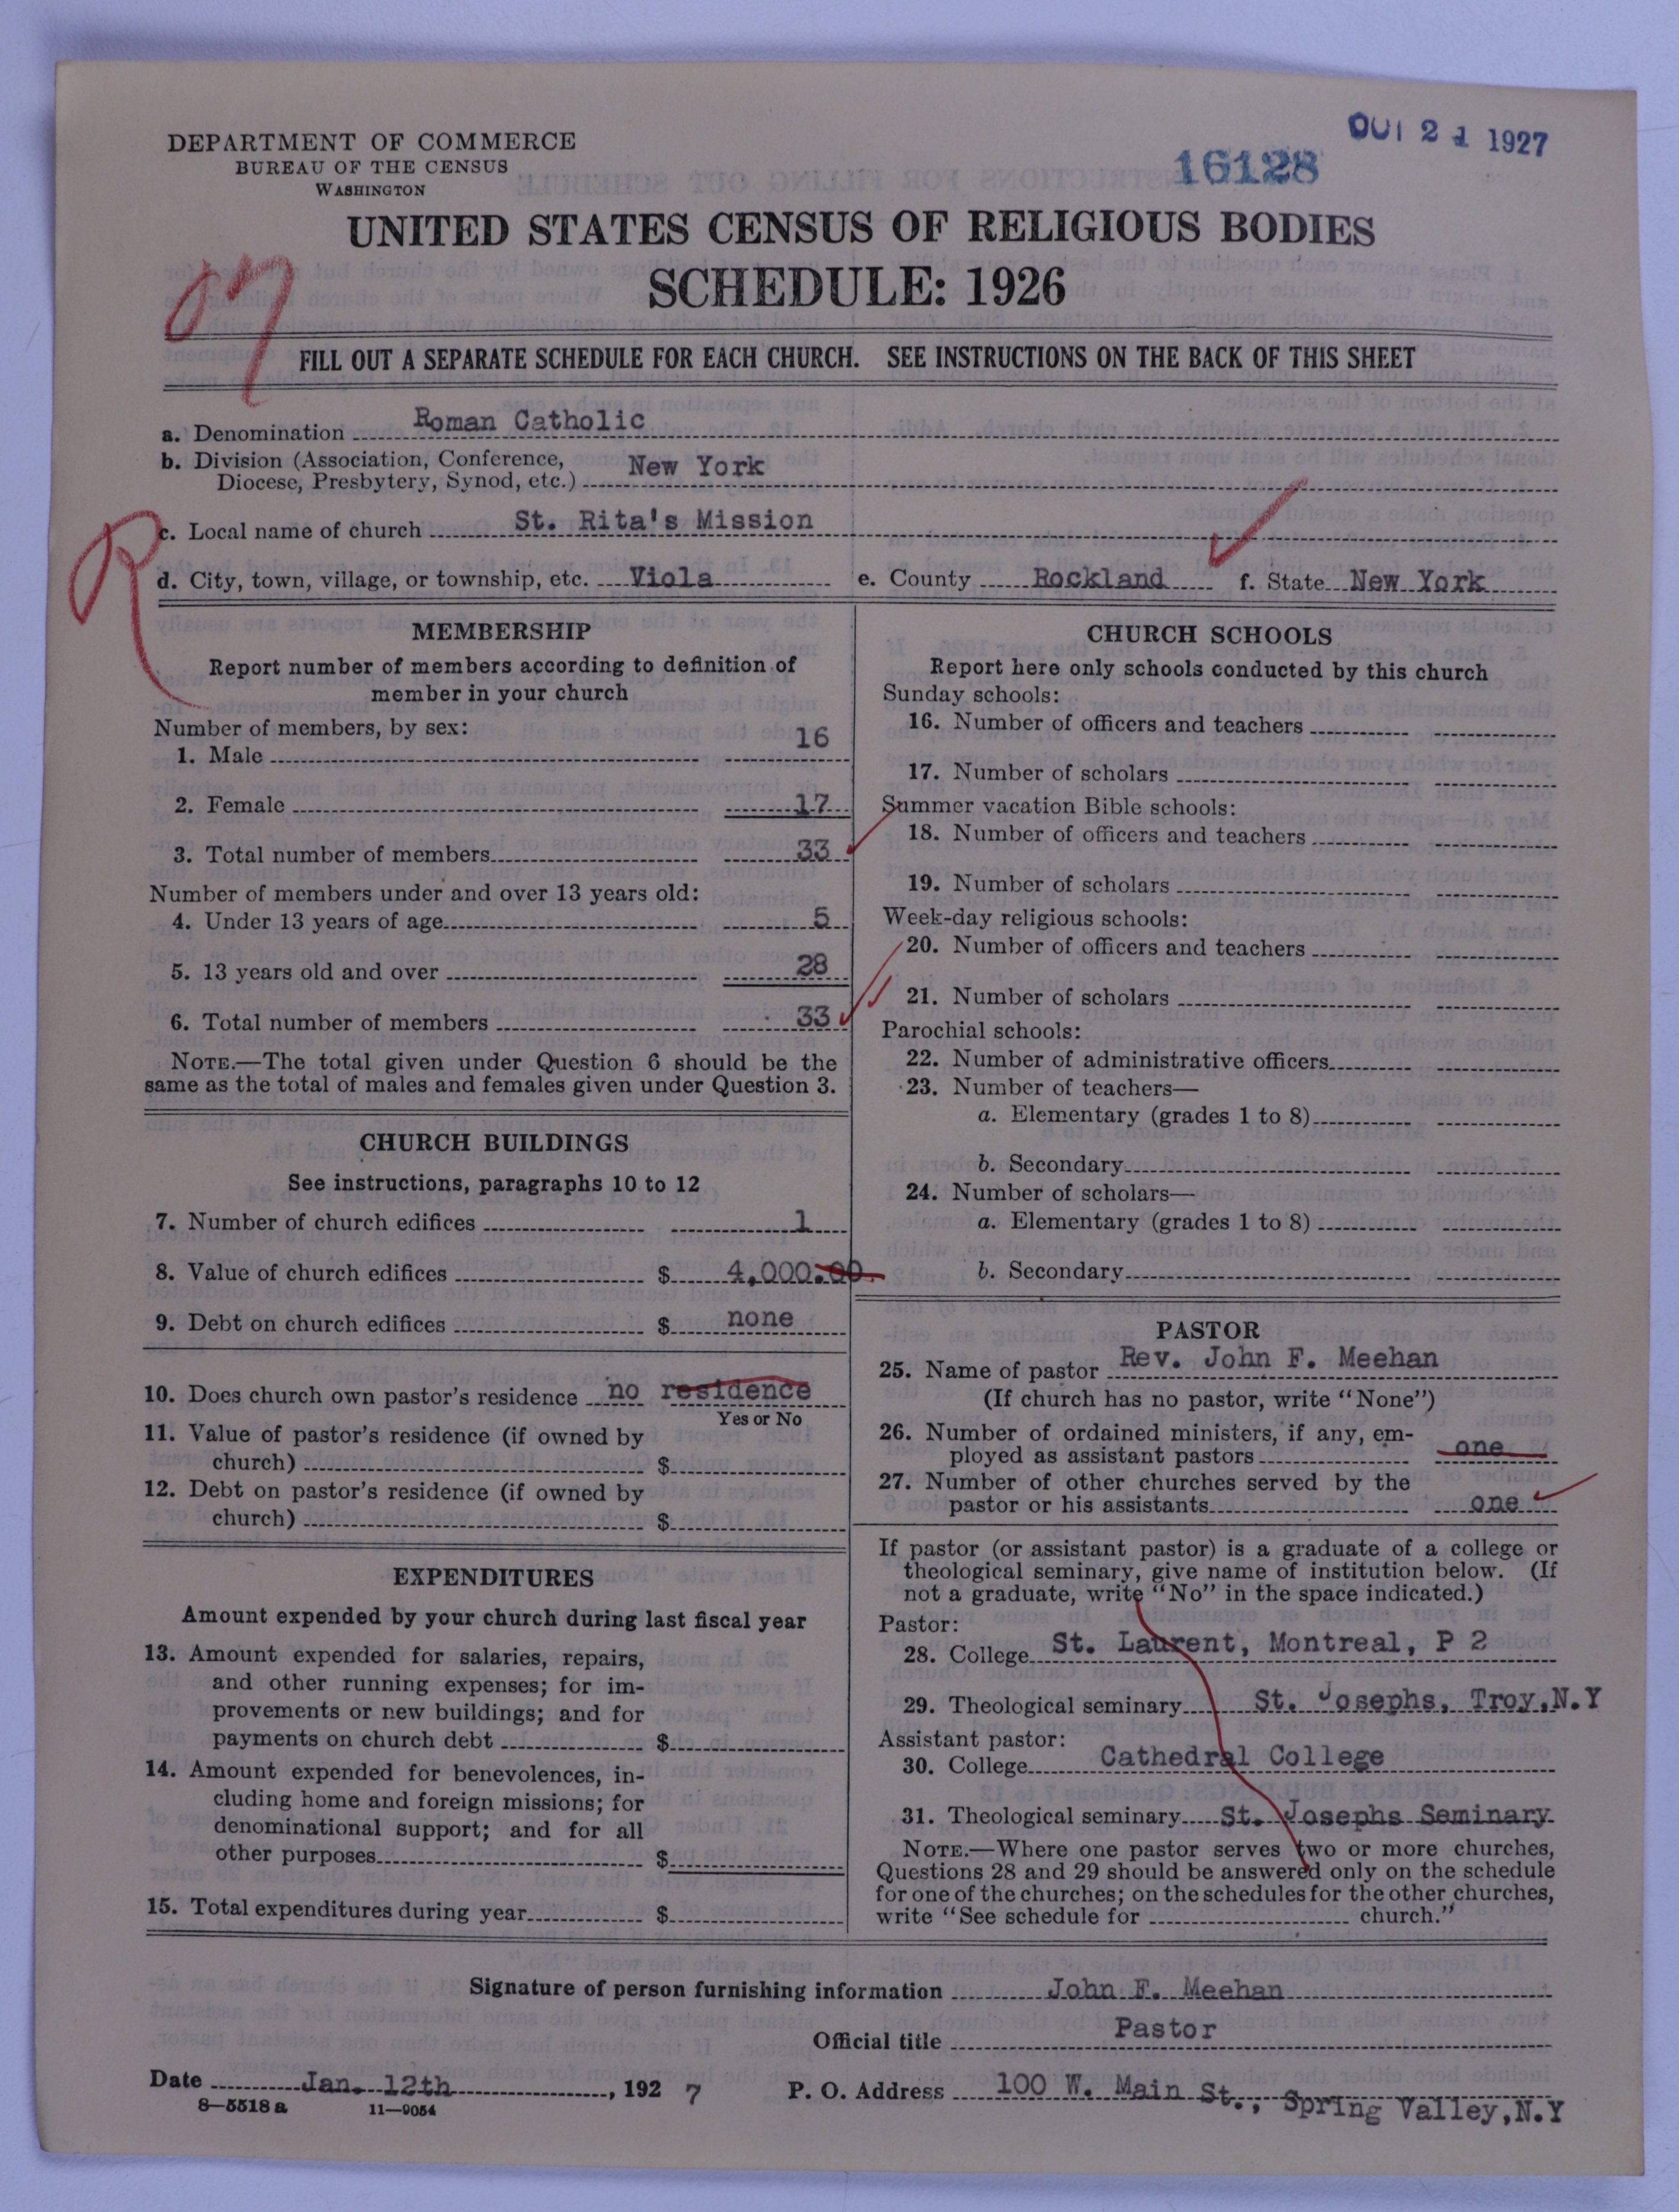 DEPARTMENT OF COMMERCE
BUREAU OF THE CENSUS
WASHINGTON
16128
OCT 21 1927
UNITED STATES CENSUS OF RELIGIOUS BODIES
SCHEDULE: 1926
FILL OUT A SEPARATE SCHEDULE FOR EACH CHURCH. SEE INSTRUCTIONS ON THE BACK OF THIS SHEET
a. Denomination Roman Catholic
b. Division (Association, Conference,
Diocese, Presbytery, Synod, etc.) New York
R
c. Local name of church St. Rita's Mission
d. City, town, village, or township, etc. Viola e. County Rockland f. State New York
MEMBERSHIP
Report number of members according to definition of
member in your church
Number of members, by sex:
1. Male 16
2. Female 17
3. Total number of members 33
Number of members under and over 13 years old:
4. Under 13 years of age 5
5. 13 years old and over 28
6. Total number of members 33
NOTE.—The total given under Question 6 should be the
same as the total of males and females given under Question 3.
CHURCH BUILDINGS
See instructions, paragraphs 10 to 12
7. Number of church edifices 1
8. Value of church edifices $ 4,000.00.
9. Debt on church edifices $ none
10. Does church own pastor's residence no residence
Yes or No
11. Value of pastor's residence (if owned by
church) $
12. Debt on pastor's residence (if owned by
church) $
EXPENDITURES
Amount expended by your church during last fiscal year
13. Amount expended for salaries, repairs,
and other running expenses; for im-
provements or new buildings; and for
payments on church debt $
14. Amount expended for benevolences, in-
cluding home and foreign missions; for
denominational support; and for all
other purposes $
15. Total expenditures during year $
CHURCH SCHOOLS
Report here only schools conducted by this church
Sunday schools:
16. Number of officers and teachers
17. Number of scholars
Summer vacation Bible schools:
18. Number of officers and teachers
19. Number of scholars
Week-day religious schools:
20. Number of officers and teachers
21. Number of scholars
Parochial schools:
22. Number of administrative officers
23. Number of teachers—
a. Elementary (grades 1 to 8)
b. Secondary
24. Number of scholars—
a. Elementary (grades 1 to 8)
b. Secondary
PASTOR
25. Name of pastor Rev. John F. Meehan
(If church has no pastor, write "None")
26. Number of ordained ministers, if any, em-
ployed as assistant pastors one
27. Number of other churches served by the
pastor or his assistants one
If pastor (or assistant pastor) is a graduate of a college or
theological seminary, give name of institution below. (If
not a graduate, write "No" in the space indicated.)
Pastor:
28. College St. Laurent, Montreal, P 2
29. Theological seminary St. Josephs, Troy,N.Y
Assistant pastor:
30. College Cathedral College
31. Theological seminary St. Josephs Seminary
NOTE.—Where one pastor serves two or more churches,
Questions 28 and 29 should be answered only on the schedule
for one of the churches; on the schedules for the other churches,
write "See schedule for church."
Signature of person furnishing information John F. Meehan
Official title Pastor
Date Jan. 12th, 192 7 P. O. Address 100 W. Main St., Spring Valley,N.Y
8—5518 a 11—9054